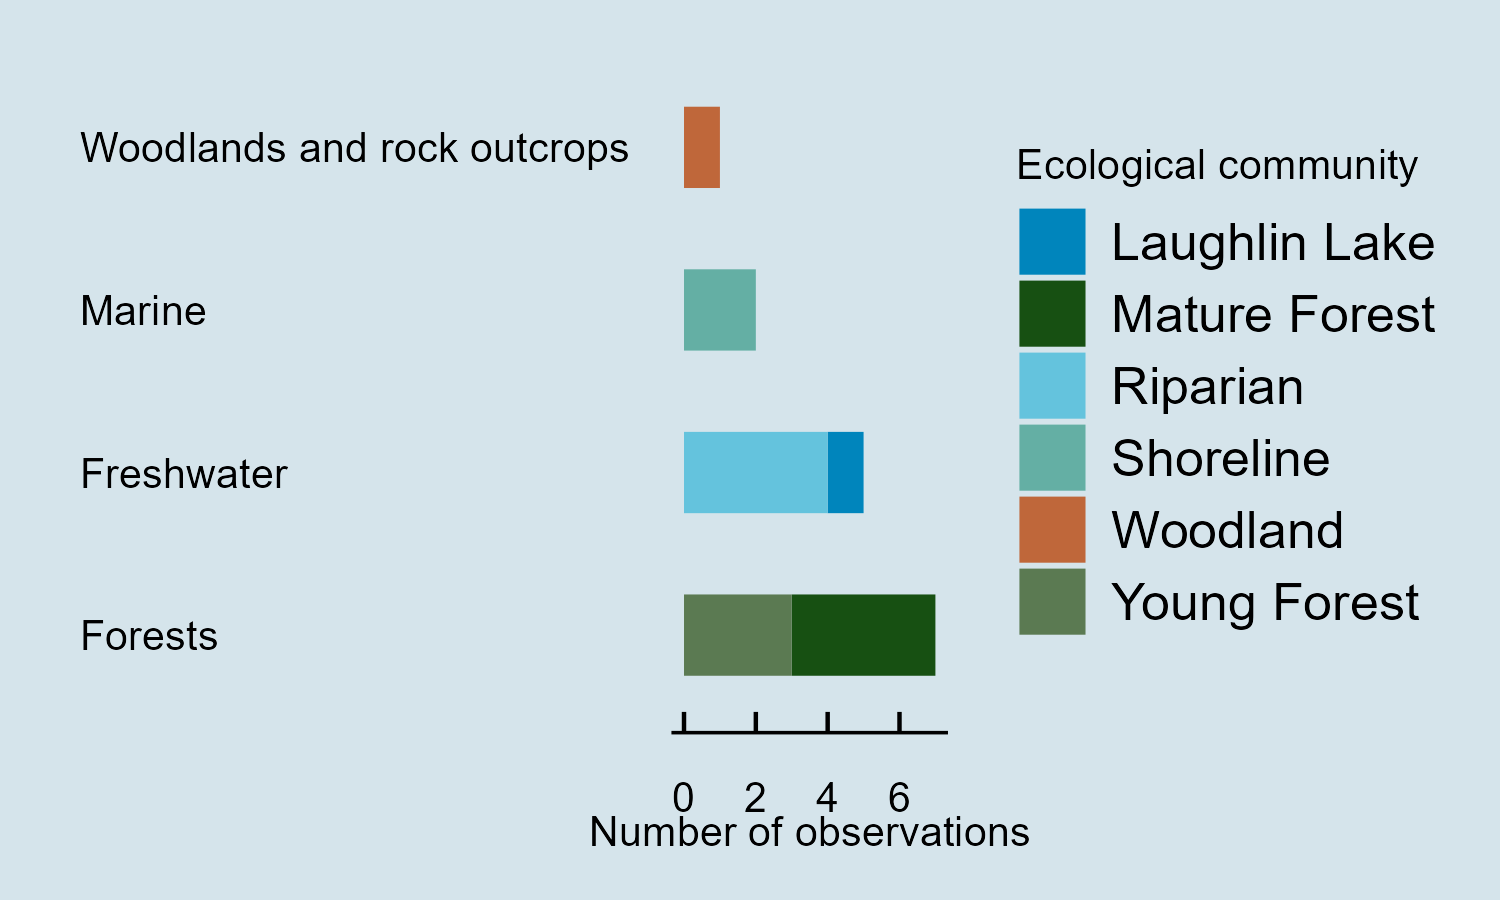 Woodlands and rock outcrops
Marine
Freshwater
Forests
0 2 4 6
Number of observations
Ecological community
Laughlin Lake
Mature Forest
Riparian
Shoreline
Woodland
Young Forest